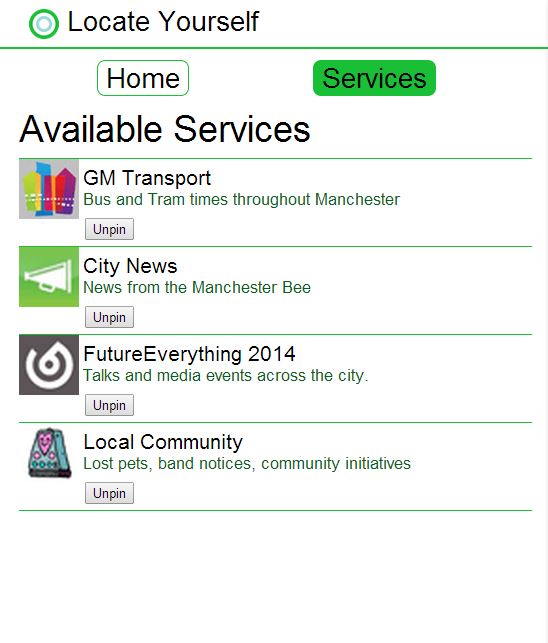 Locate Yourself
Home
Services
Available Services
GM Transport
Bus and Tram times throughout Manchester
Unpin
City News
News from the Manchester Bee
Unpin
FutureEverything 2014
Talks and media events across the city.
Unpin
Local Community
Lost pets, band notices, community initiatives
Unpin